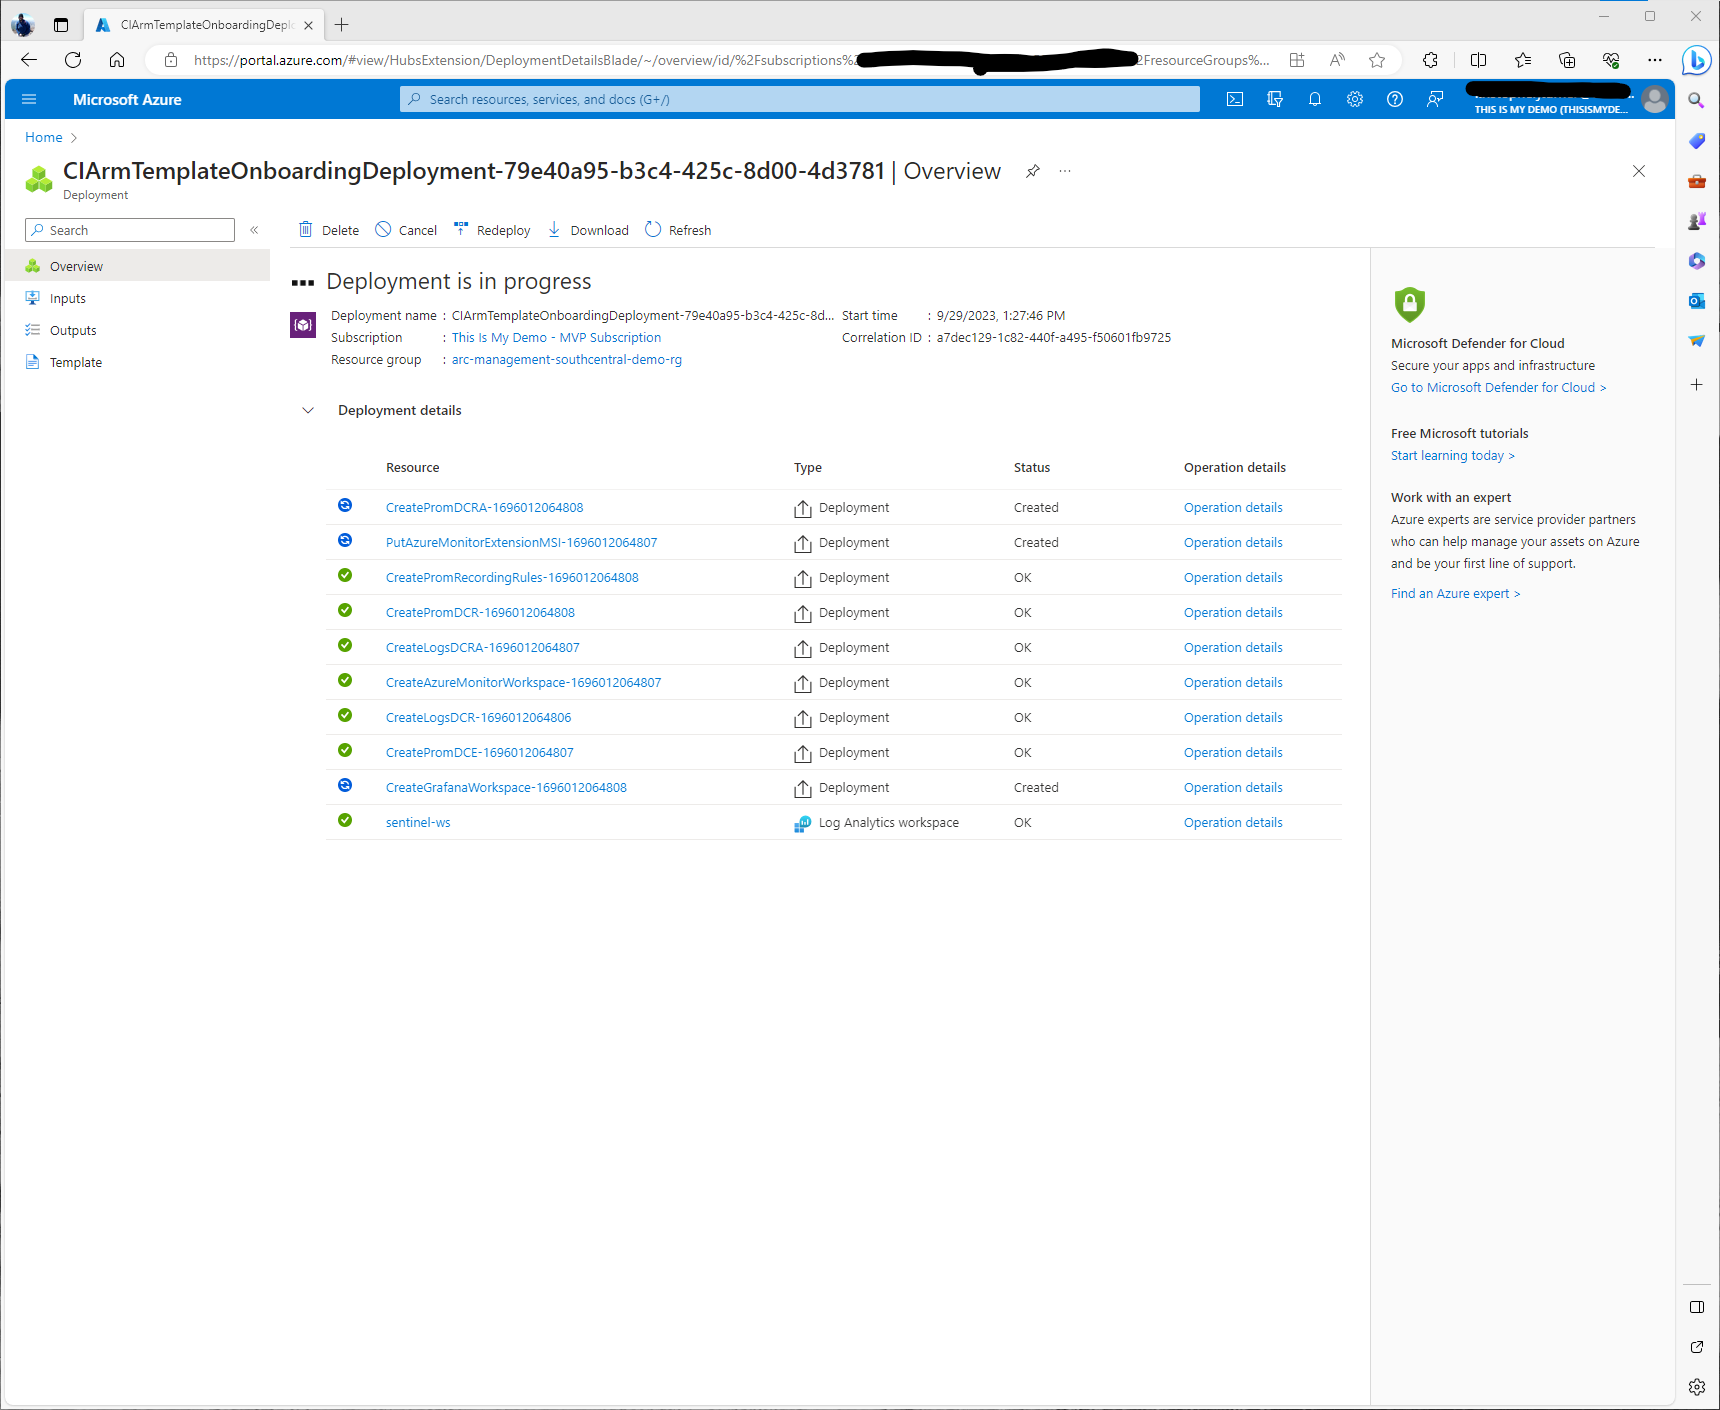 CIArmTemplateOnboardingDeplo
https://portal.azure.com/#view/HubsExtension/DeploymentDetailsBlade/~/overview/id/%2Fsubscriptions%2
2FresourceGroups%...
Microsoft Azure
Search resources, services, and docs (G+/)
THIS IS MY DEMO (THISISMYDE...
Home
CIArmTemplateOnboardingDeployment-79e40a95-b3c4-425c-8d00-4d3781 | Overview
Deployment
Search
Overview
Inputs
Outputs
Template
Delete
Cancel
Redeploy
Download
Refresh
Deployment is in progress
Deployment name : CIArmTemplateOnboardingDeployment-79e40a95-b3c4-425c-8d...
Subscription : This Is My Demo - MVP Subscription
Resource group : arc-management-southcentral-demo-rg
Start time : 9/29/2023, 1:27:46 PM
Correlation ID : a7dec129-1c82-440f-a495-f50601fb9725
Deployment details
Resource Type Status Operation details
CreatePromDCRA-1696012064808 Deployment Created Operation details
PutAzureMonitorExtensionMSI-1696012064807 Deployment Created Operation details
CreatePromRecordingRules-1696012064808 Deployment OK Operation details
CreatePromDCR-1696012064808 Deployment OK Operation details
CreateLogsDCRA-1696012064807 Deployment OK Operation details
CreateAzureMonitorWorkspace-1696012064807 Deployment OK Operation details
CreateLogsDCR-1696012064806 Deployment OK Operation details
CreatePromDCE-1696012064807 Deployment OK Operation details
CreateGrafanaWorkspace-1696012064808 Deployment Created Operation details
sentinel-ws Log Analytics workspace OK Operation details
Microsoft Defender for Cloud
Secure your apps and infrastructure
Go to Microsoft Defender for Cloud >
Free Microsoft tutorials
Start learning today >
Work with an expert
Azure experts are service provider partners
who can help manage your assets on Azure
and be your first line of support.
Find an Azure expert >